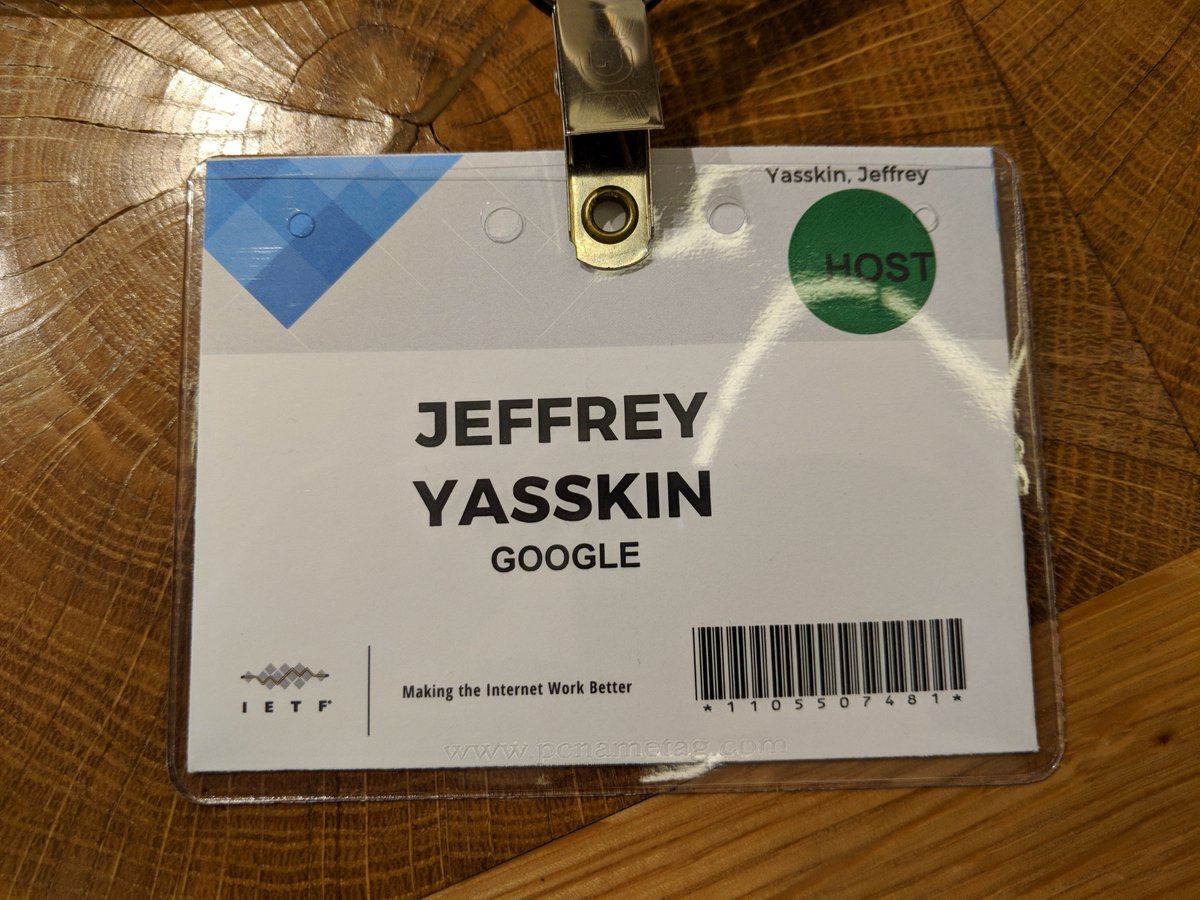 Yasskin, Jeffrey
HOST
JEFFREY
YASSKIN
GOOGLE
IETF
Making the Internet Work Better
*1105507481*
www.pcnametag.com